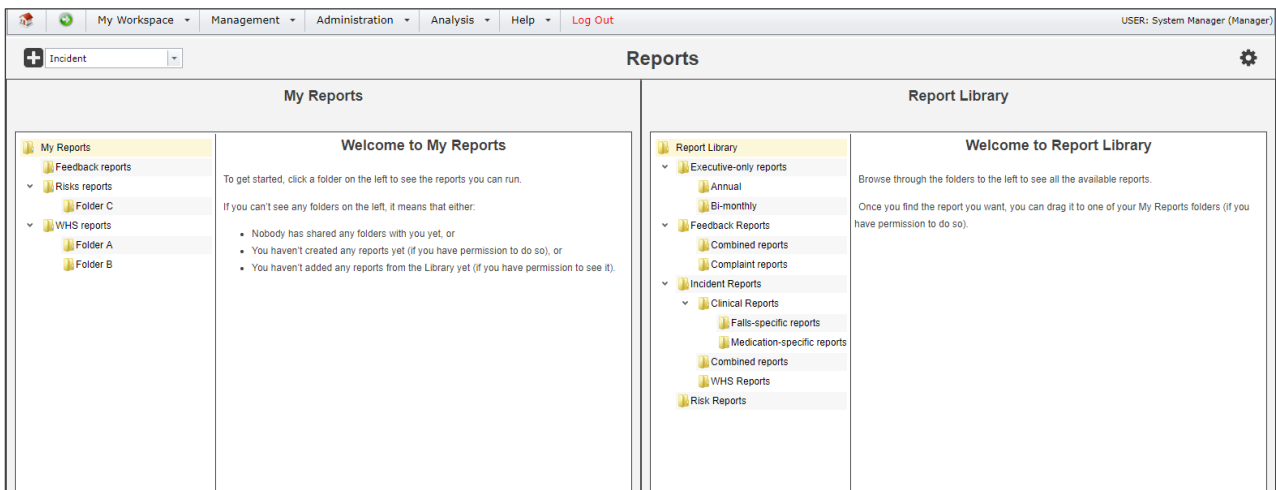 My Workspace Management Administration Analysis Help Log Out USER: System Manager (Manager)
Incident
Reports
My Reports
My Reports
Feedback reports
Risks reports
Folder C
WHS reports
Folder A
Folder B
Welcome to My Reports
To get started, click a folder on the left to see the reports you can run.
If you can't see any folders on the left, it means that either:
• Nobody has shared any folders with you yet, or
• You haven't created any reports yet (if you have permission to do so), or
• You haven't added any reports from the Library yet (if you have permission to see it).
Report Library
Report Library
Executive-only reports
Annual
Bi-monthly
Feedback Reports
Combined reports
Complaint reports
Incident Reports
Clinical Reports
Falls-specific reports
Medication-specific reports
Combined reports
WHS Reports
Risk Reports
Welcome to Report Library
Browse through the folders to the left to see all the available reports.
Once you find the report you want, you can drag it to one of your My Reports folders (if you
have permission to do so).